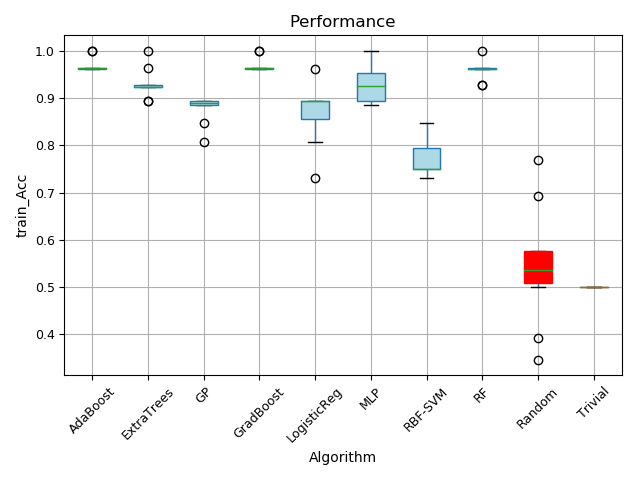 Performance
train_Acc
1.0
0.9
0.8
0.7
0.6
0.5
0.4
AdaBoost
ExtraTrees
GP
GradBoost
LogisticReg
MLP
RBF-SVM
RF
Random
Trivial
Algorithm